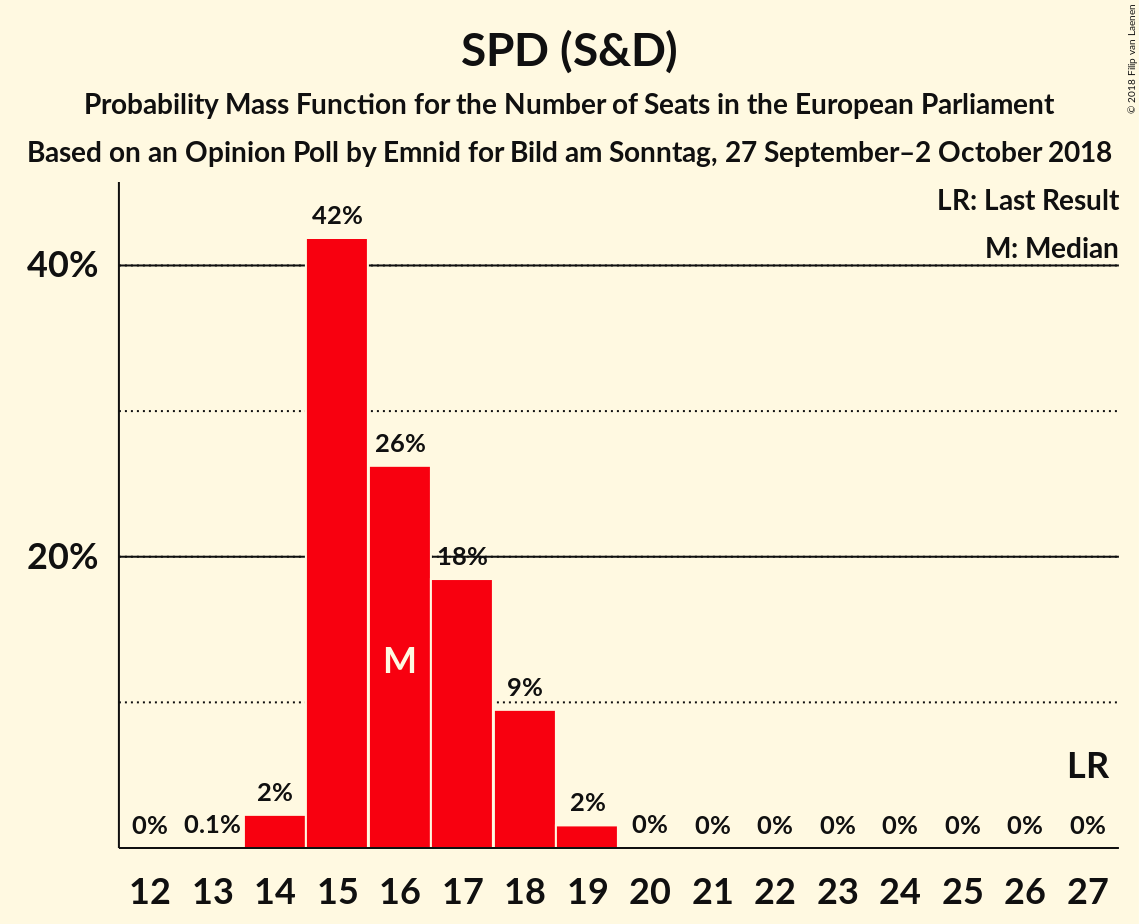 SPD (S&D)
Probability Mass Function for the Number of Seats in the European Parliament
Based on an Opinion Poll by Emnid for Bild am Sonntag, 27 September–2 October 2018
© 2018 Filip van Laenen
LR: Last Result
M: Median
40%
20%
42%
26%
18%
9%
2%
0%
0.1%
2%
0%
0%
0%
0%
0%
0%
0%
0%
M
LR
12 13 14 15 16 17 18 19 20 21 22 23 24 25 26 27